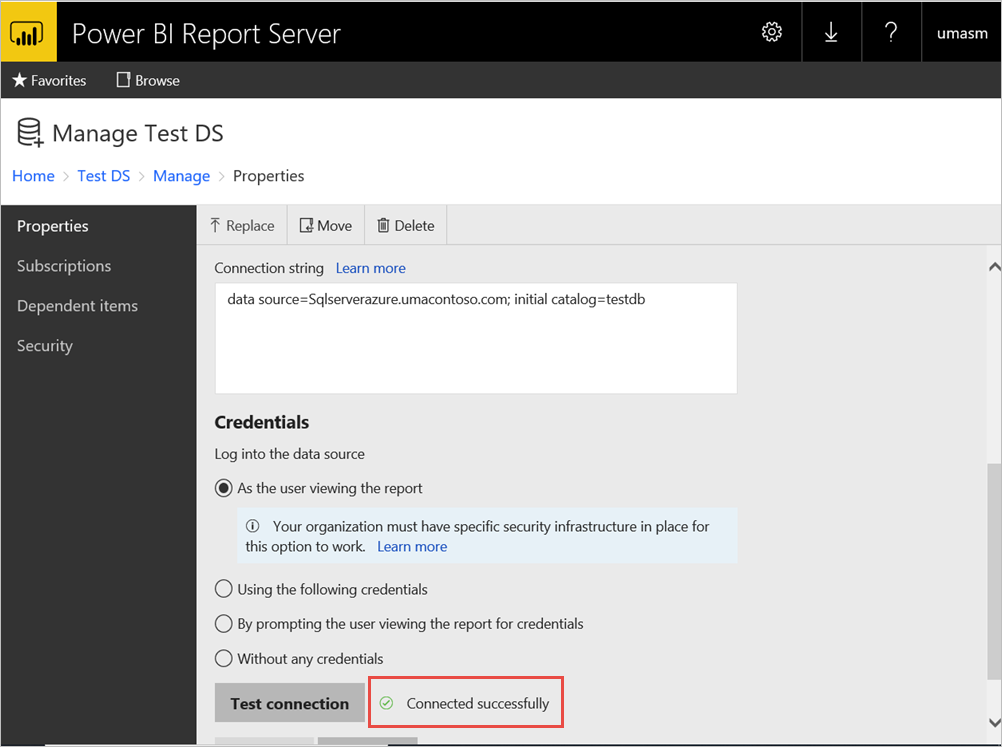 Power BI Report Server
?
umasm
Favorites
Browse
Manage Test DS
Home > Test DS > Manage > Properties
Properties
Subscriptions
Dependent items
Security
Replace
Move
Delete
Connection string Learn more
data source=Sqlserverazure.umacontoso.com; initial catalog=testdb
Credentials
Log into the data source
As the user viewing the report
Your organization must have specific security infrastructure in place for
this option to work. Learn more
Using the following credentials
By prompting the user viewing the report for credentials
Without any credentials
Test connection
Connected successfully